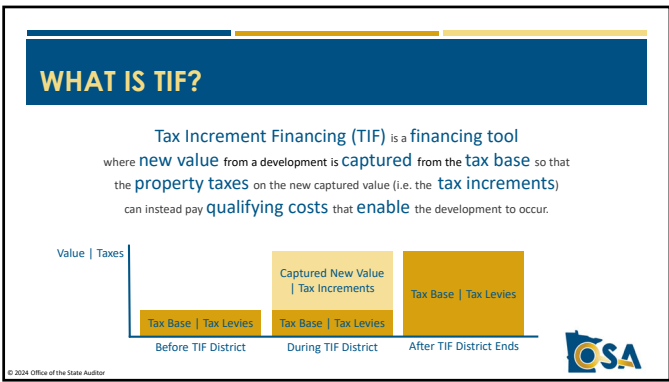 WHAT IS TIF?
Tax Increment Financing (TIF) is a financing tool
where new value from a development is captured from the tax base so that
the property taxes on the new captured value (i.e. the tax increments)
can instead pay qualifying costs that enable the development to occur.
Value | Taxes
Captured New Value
| Tax Increments
Tax Base | Tax Levies
Tax Base | Tax Levies
Tax Base | Tax Levies
Before TIF District
During TIF District
After TIF District Ends
© 2024 Office of the State Auditor
OSA